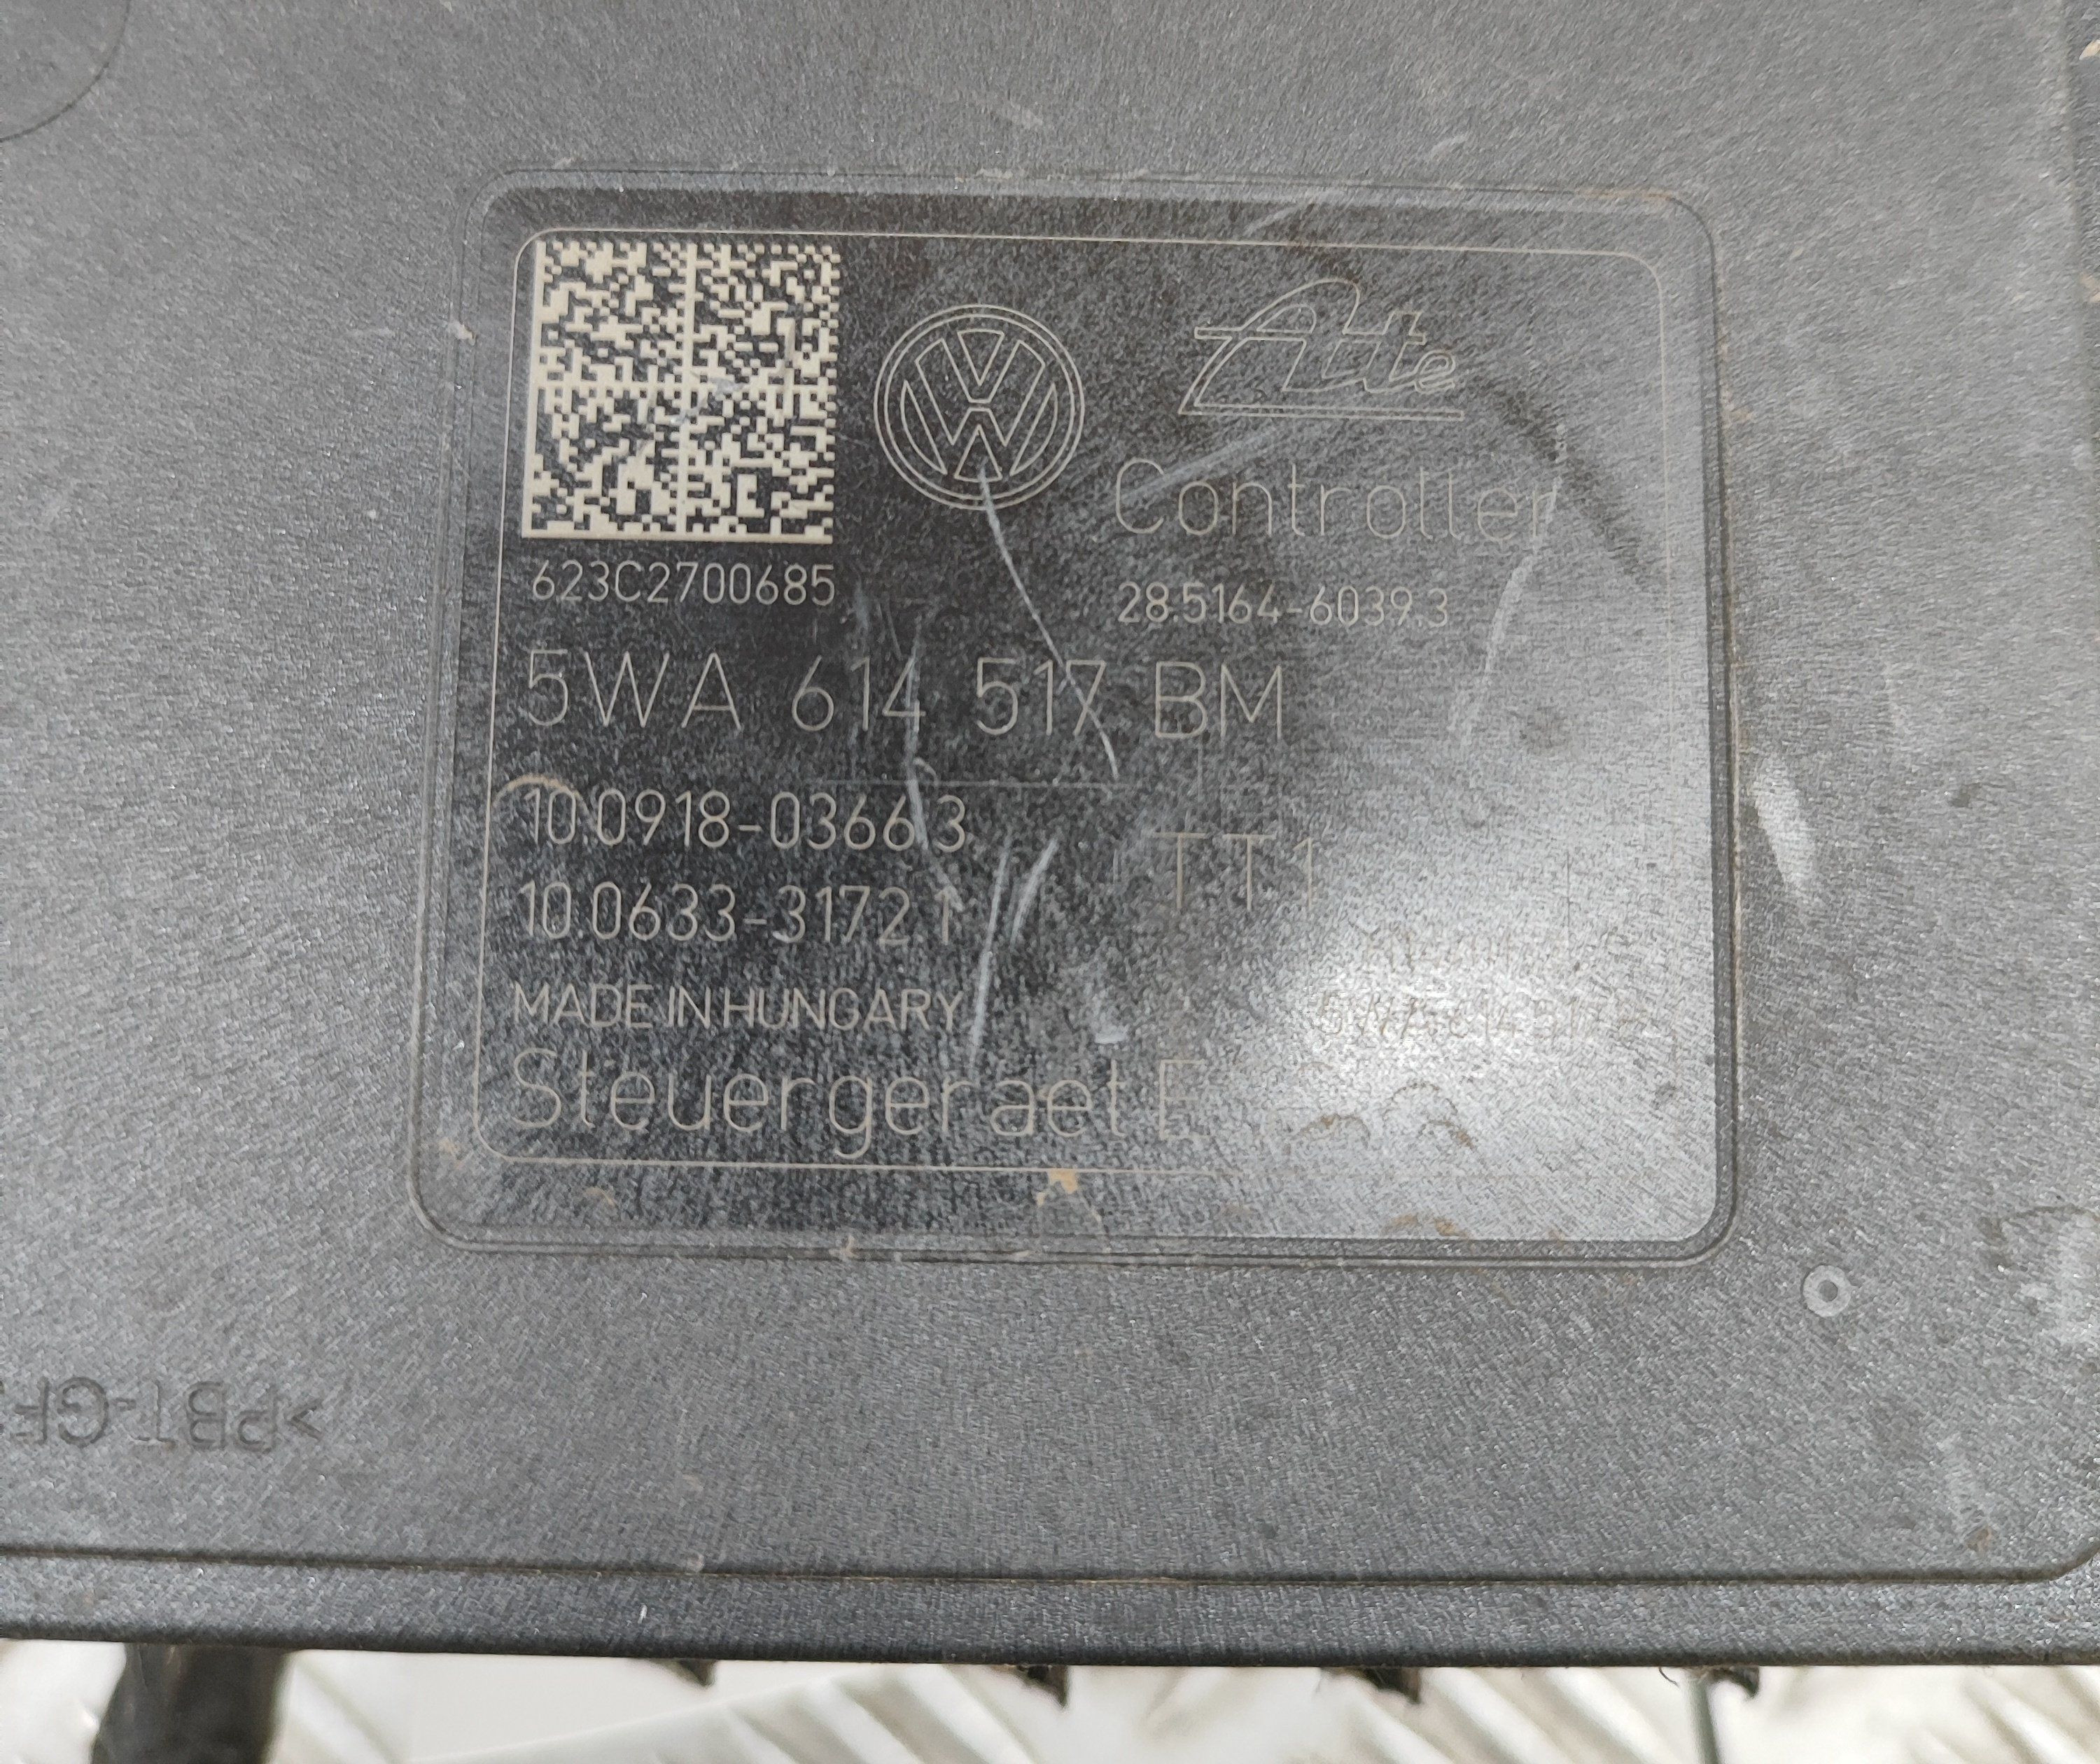 Ate
Controller
623C2700685
28.5164-6039.3
5WA 614 517 BM
10.0918-0366.3
TT1
10.0633-3172.1
MADE IN HUNGARY
Steuergeraet E
>PBT-GF